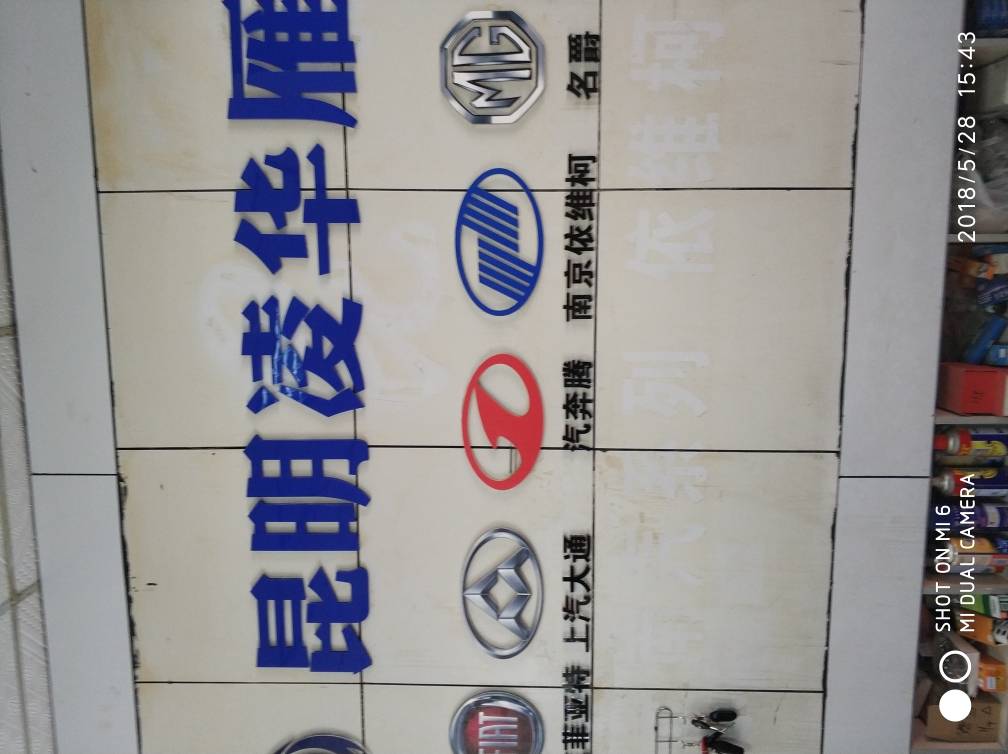 昆明凌华雁
FIAT MG
菲亚特 上汽大通 汽奔腾 南京依维柯 名爵
系列 依维柯
SHOT ON MI 6
MI DUAL CAMERA
2018/5/28 15:43